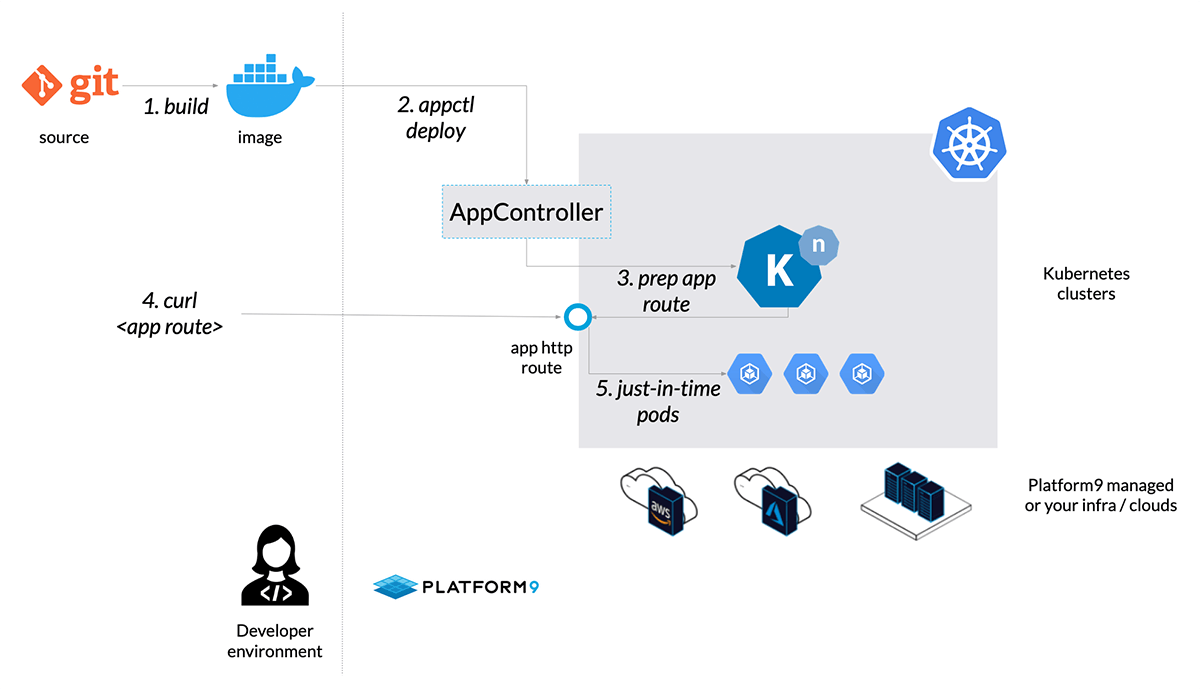 git
source
1. build
image
2. appctl
deploy
AppController
K
n
3. prep app
route
Kubernetes
clusters
4. curl
<app route>
app http
route
5. just-in-time
pods
aws
Platform9 managed
or your infra / clouds
</>
PLATFORM9
Developer
environment